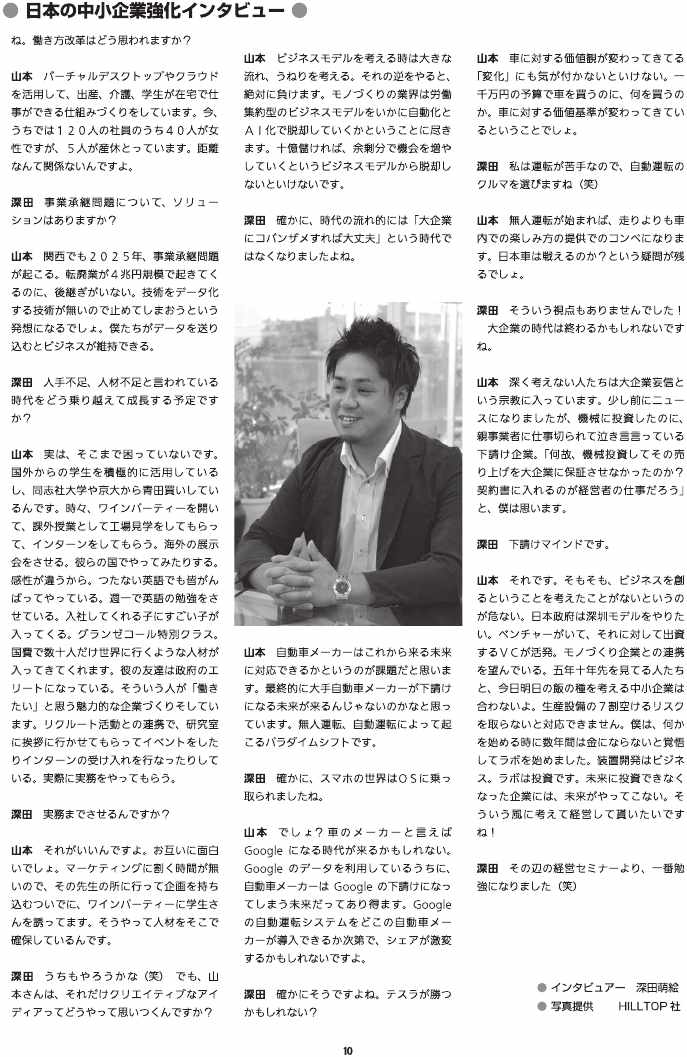 ● 日本の中小企業強化インタビュー ●
ね。働き方改革はどう思われますか？
山本　バーチャルデスクトップやクラウド
を活用して、出産、介護、学生が在宅で仕
事ができる仕組みづくりをしています。今、
うちでは１２０人の社員のうち４０人が女
性ですが、５人が産休とっています。距離
なんて関係ないんですよ。
深田　事業承継問題について、ソリュー
ションはありますか？
山本　関西でも２０２５年、事業承継問題
が起こる。転廃業が４兆円規模で起きてく
るのに、後継ぎがいない。技術をデータ化
する技術が無いので止めてしまおうという
発想になるでしょ。僕たちがデータを送り
込むとビジネスが維持できる。
深田　人手不足、人材不足と言われている
時代をどう乗り越えて成長する予定です
か？
山本　実は、そこまで困っていないです。
国外からの学生を積極的に活用している
し、同志社大学や京大から青田買いしてい
るんです。時々、ワインパーティーを開い
て、課外授業として工場見学をしてもらっ
て、インターンをしてもらう。海外の展示
会をさせる。彼らの国でやってみたりする。
感性が違うから。つたない英語でも皆がん
ばってやっている。週一で英語の勉強をさ
せている。入社してくれる子にすごい子が
入ってくる。グランゼコール特別クラス。
国費で数十人だけ世界に行くような人材が
入ってきてくれます。彼の友達は政府のエ
リートになっている。そういう人が「働き
たい」と思う魅力的な企業づくりそしてい
ます。リクルート活動との連携で、研究室
に挨拶に行かせてもらってイベントをした
りインターンの受け入れを行なったりして
いる。実際に実務をやってもらう。
深田　実務までさせるんですか？
山本　それがいいんですよ。お互いに面白
いでしょ。マーケティングに割く時間が無
いので、その先生の所に行って企画を持ち
込むついでに、ワインパーティーに学生さ
んを誘ってます。そうやって人材をそこで
確保しているんです。
深田　うちもやろうかな（笑）　でも、山
本さんは、それだけクリエイティブなアイ
ディアってどうやって思いつくんですか？
山本　ビジネスモデルを考える時は大きな
流れ、うねりを考える。それの逆をやると、
絶対に負けます。モノづくりの業界は労働
集約型のビジネスモデルをいかに自動化と
ＡＩ化で脱却していくかということに尽き
ます。十億儲ければ、余剰分で機会を増や
していくというビジネスモデルから脱却し
ないといけないです。
深田　確かに、時代の流れ的には「大企業
にコバンザメすれば大丈夫」という時代で
はなくなりましたよね。
山本　自動車メーカーはこれから来る未来
に対応できるかというのが課題だと思いま
す。最終的に大手自動車メーカーが下請け
になる未来が来るんじゃないのかなと思っ
ています。無人運転、自動運転によって起
こるパラダイムシフトです。
深田　確かに、スマホの世界はＯＳに乗っ
取られましたね。
山本　でしょ？車のメーカーと言えば
Google になる時代が来るかもしれない。
Google のデータを利用しているうちに、
自動車メーカーは Google の下請けになっ
てしまう未来だってあり得ます。Google
の自動運転システムをどこの自動車メー
カーが導入できるか次第で、シェアが激変
するかもしれないですよ。
深田　確かにそうですよね。テスラが勝つ
かもしれない？
山本　車に対する価値観が変わってきてる
「変化」にも気が付かないといけない。一
千万円の予算で車を買うのに、何を買うの
か。車に対する価値基準が変わってきてい
るということでしょ。
深田　私は運転が苦手なので、自動運転の
クルマを選びますね（笑）
山本　無人運転が始まれば、走りよりも車
内での楽しみ方の提供でのコンペになりま
す。日本車は戦えるのか？という疑問が残
るでしょ。
深田　そういう視点もありませんでした！
　大企業の時代は終わるかもしれないです
ね。
山本　深く考えない人たちは大企業妄信と
いう宗教に入っています。少し前にニュー
スになりましたが、機械に投資したのに、
親事業者に仕事切られて泣き言言っている
下請け企業。「何故、機械投資してその売
り上げを大企業に保証させなかったのか？
契約書に入れるのが経営者の仕事だろう」
と、僕は思います。
深田　下請けマインドです。
山本　それです。そもそも、ビジネスを創
るということを考えたことがないというの
が危ない。日本政府は深圳モデルをやりた
い。ベンチャーがいて、それに対して出資
するＶＣが活発。モノづくり企業との連携
を望んでいる。五年十年先を見てる人たち
と、今日明日の飯の種を考える中小企業は
合わないよ。生産設備の７割空けるリスク
を取らないと対応できません。僕は、何か
を始める時に数年間は金にならないと覚悟
してラボを始めました。装置開発はビジネ
ス。ラボは投資です。未来に投資できなく
なった企業には、未来がやってこない。そ
ういう風に考えて経営して貰いたいです
ね！
深田　その辺の経営セミナーより、一番勉
強になりました（笑）
● インタビュアー　深田萌絵
● 写真提供　　HILLTOP 社
10